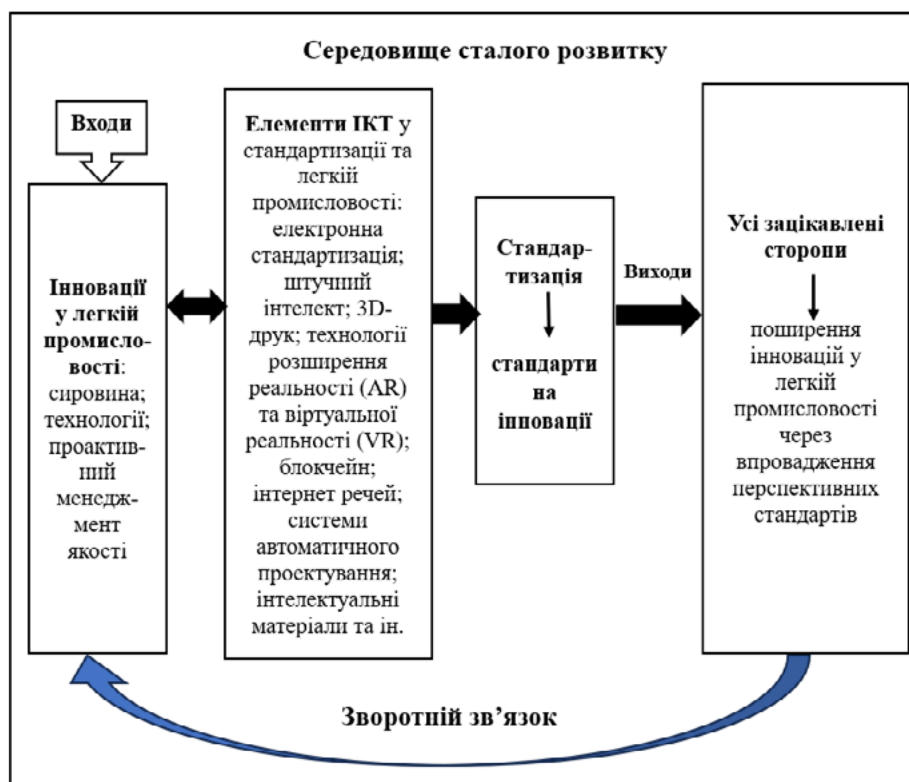 Середовище сталого розвитку
Входи
Інновації
у легкій
промисло-
вості:
сировина;
технології;
проактив-
ний
менедж-
мент
якості
Елементи ІКТ у
стандартизації та
легкій
промисловості:
електронна
стандартизація;
штучний
інтелект; 3D-
друк; технології
розширення
реальності (AR)
та віртуальної
реальності (VR);
блокчейн;
інтернет речей;
системи
автоматичного
проєктування;
інтелектуальні
матеріали та ін.
Стандар-
тизація
стандарти
на
інновації
Виходи
Усі зацікавлені
сторони
поширення
інновацій у
легкій
промисловості
через
впровадження
перспективних
стандартів
Зворотній зв’язок